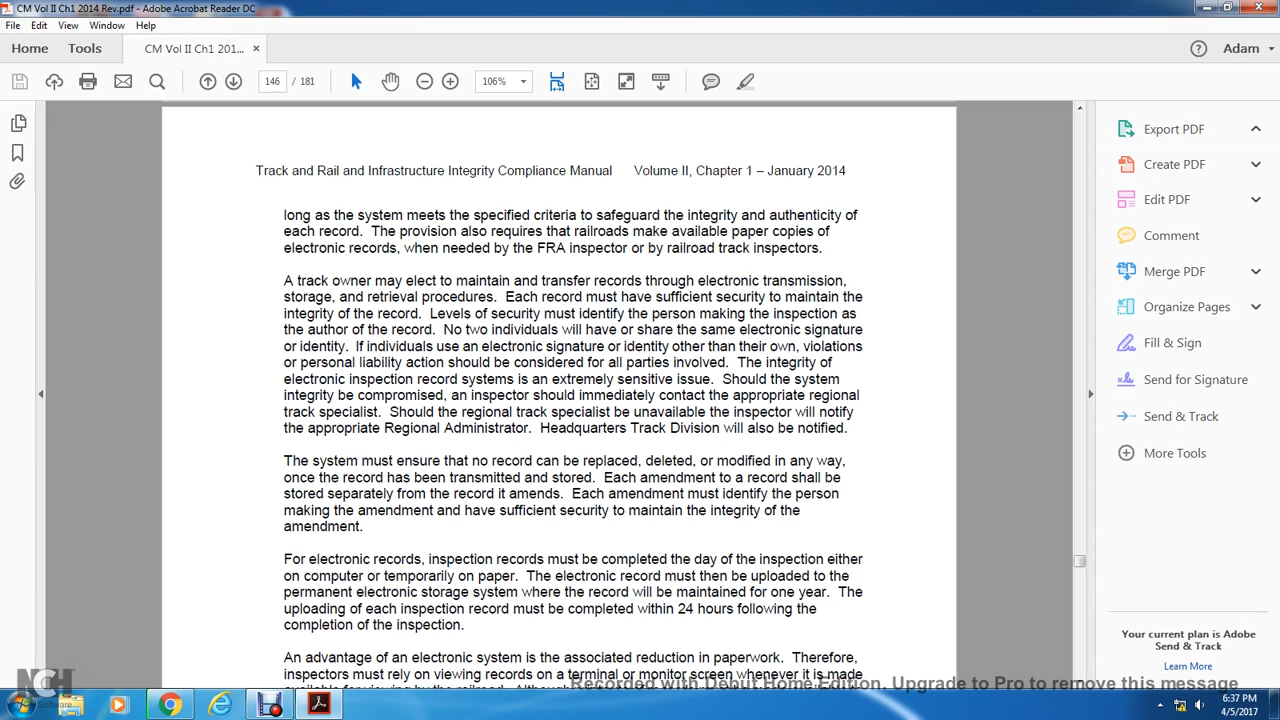 CM Vol II Ch1 2014 Rev.pdf - Adobe Acrobat Reader DC
File Edit View Window Help
Home Tools CM Vol II Ch1 201... × Adam
146 / 181 106%
Track and Rail and Infrastructure Integrity Compliance Manual Volume II, Chapter 1 – January 2014
long as the system meets the specified criteria to safeguard the integrity and authenticity of
each record. The provision also requires that railroads make available paper copies of
electronic records, when needed by the FRA inspector or by railroad track inspectors.
A track owner may elect to maintain and transfer records through electronic transmission,
storage, and retrieval procedures. Each record must have sufficient security to maintain the
integrity of the record. Levels of security must identify the person making the inspection as
the author of the record. No two individuals will have or share the same electronic signature
or identity. If individuals use an electronic signature or identity other than their own, violations
or personal liability action should be considered for all parties involved. The integrity of
electronic inspection record systems is an extremely sensitive issue. Should the system
integrity be compromised, an inspector should immediately contact the appropriate regional
track specialist. Should the regional track specialist be unavailable the inspector will notify
the appropriate Regional Administrator. Headquarters Track Division will also be notified.
The system must ensure that no record can be replaced, deleted, or modified in any way,
once the record has been transmitted and stored. Each amendment to a record shall be
stored separately from the record it amends. Each amendment must identify the person
making the amendment and have sufficient security to maintain the integrity of the
amendment.
For electronic records, inspection records must be completed the day of the inspection either
on computer or temporarily on paper. The electronic record must then be uploaded to the
permanent electronic storage system where the record will be maintained for one year. The
uploading of each inspection record must be completed within 24 hours following the
completion of the inspection.
An advantage of an electronic system is the associated reduction in paperwork. Therefore,
inspectors must rely on viewing records on a terminal or monitor screen whenever it is made
Export PDF
Create PDF
Edit PDF
Comment
Merge PDF
Organize Pages
Fill & Sign
Send for Signature
Send & Track
More Tools
Your current plan is Adobe
Send & Track
Learn More
Recorded with Debut Home Edition. Upgrade to Pro to remove this message
NCH
Software
6:37 PM
4/5/2017